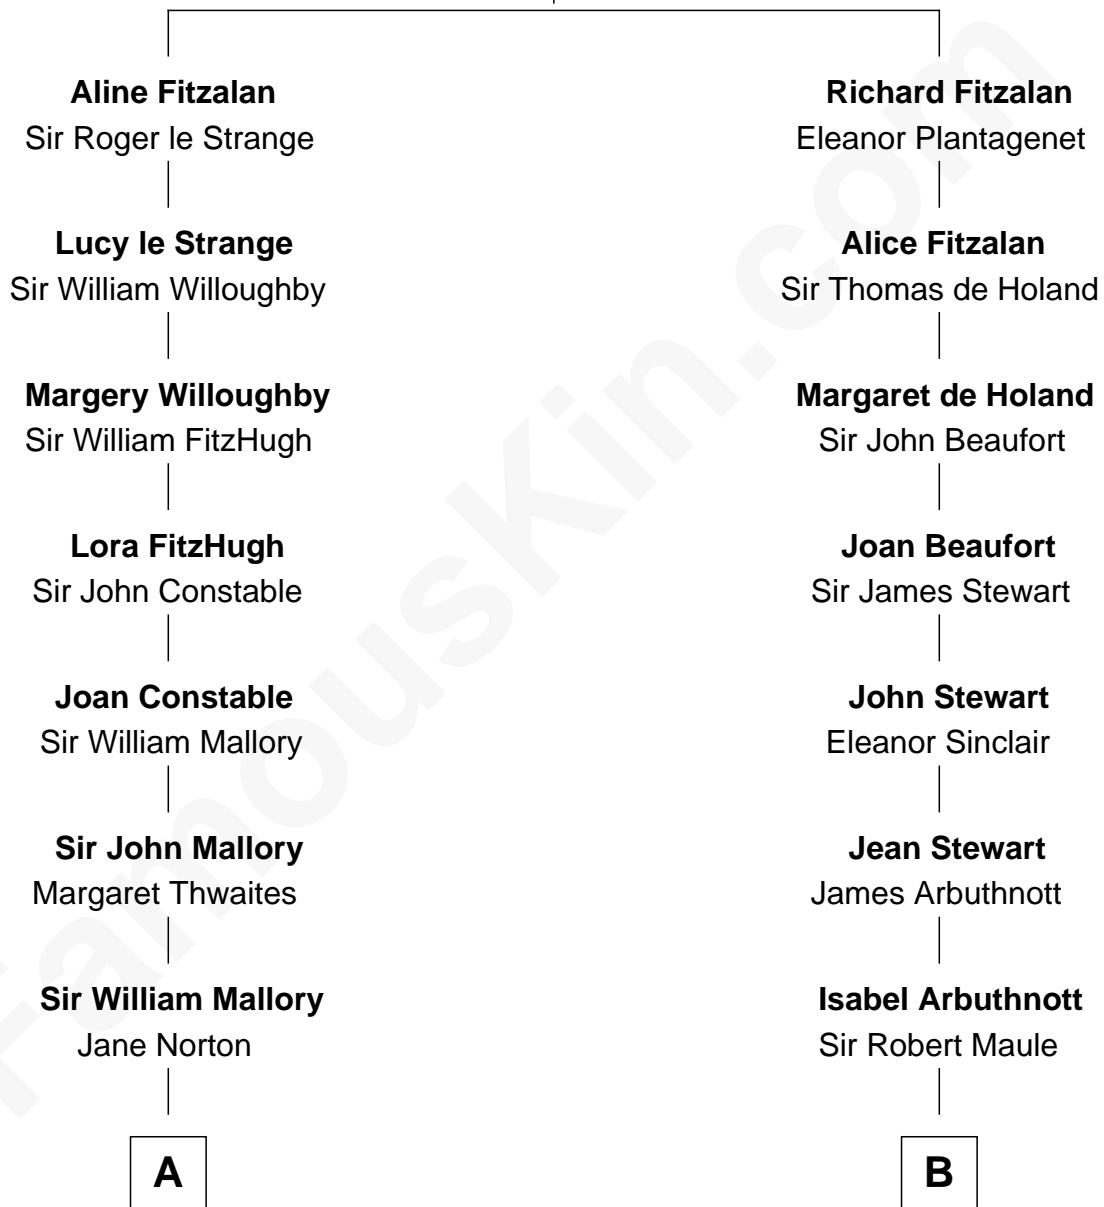 Aline Fitzalan
Sir Roger le Strange
Lucy le Strange
Sir William Willoughby
Margery Willoughby
Sir William FitzHugh
Lora FitzHugh
Sir John Constable
Joan Constable
Sir William Mallory
Sir John Mallory
Margaret Thwaites
Sir William Mallory
Jane Norton
A
Richard Fitzalan
Eleanor Plantagenet
Alice Fitzalan
Sir Thomas de Holand
Margaret de Holand
Sir John Beaufort
Joan Beaufort
Sir James Stewart
John Stewart
Eleanor Sinclair
Jean Stewart
James Arbuthnott
Isabel Arbuthnott
Sir Robert Maule
B
FamousKin.com